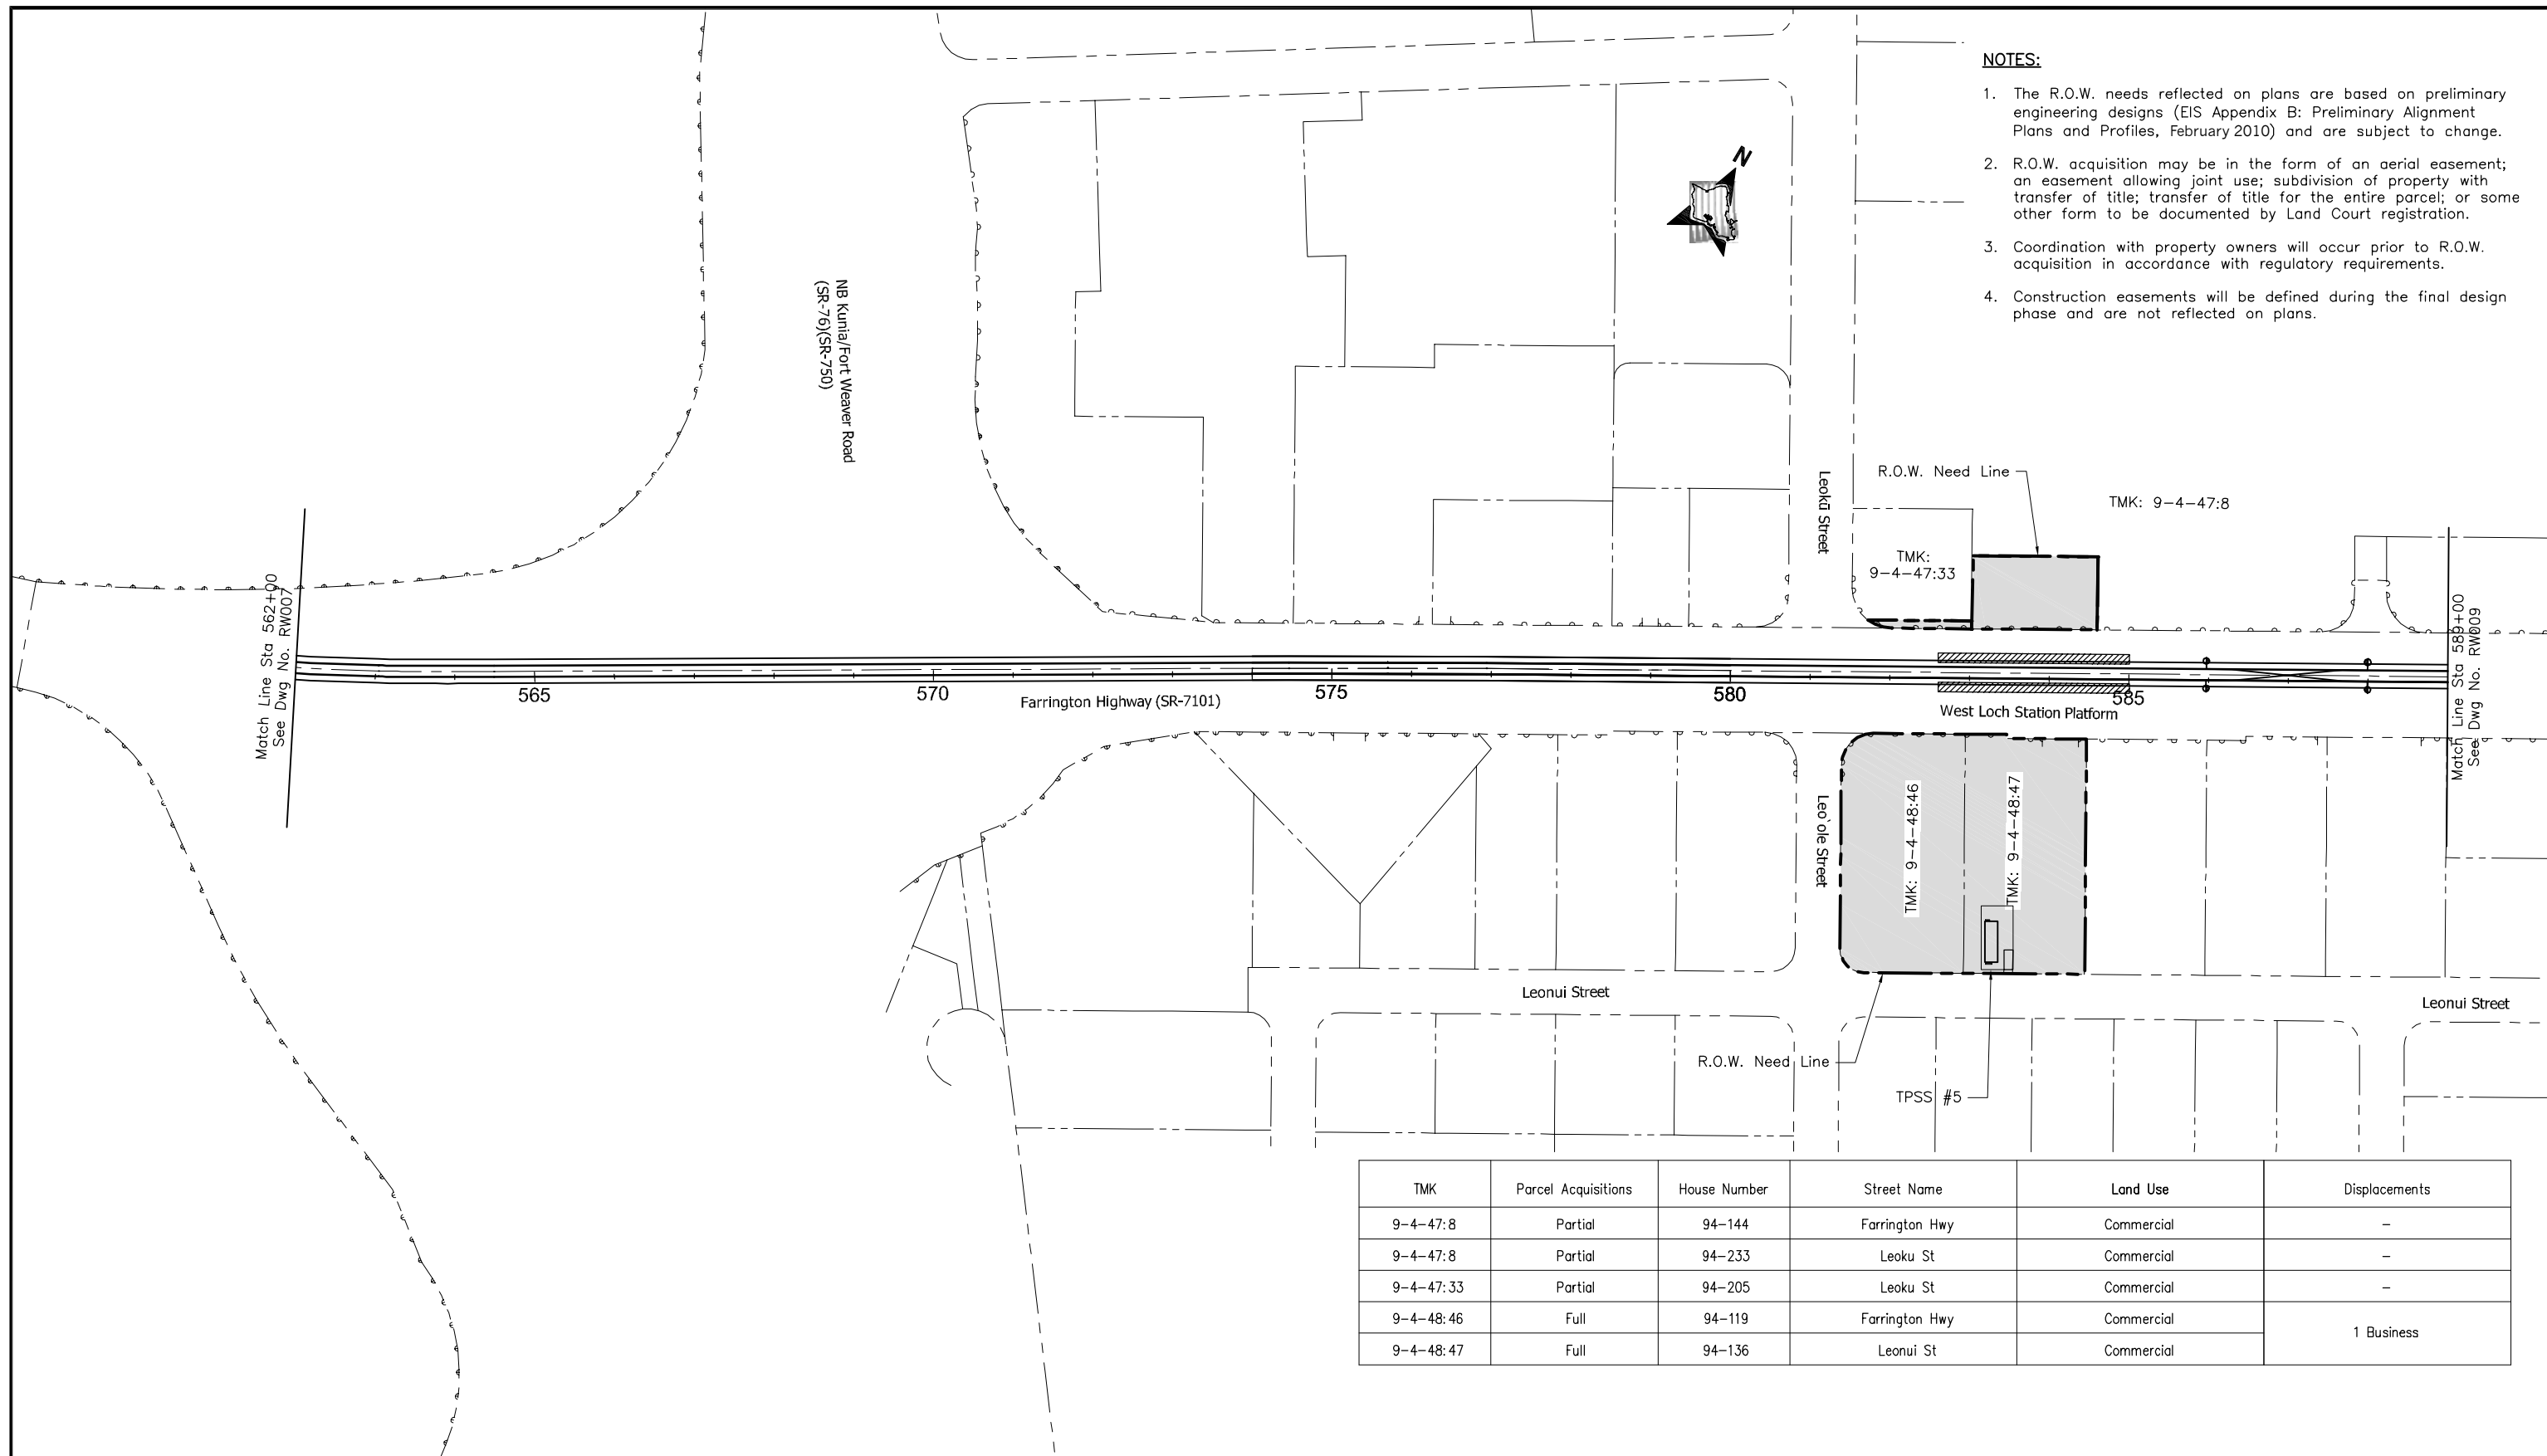 NOTES:
1. The R.O.W. needs reflected on plans are based on preliminary
engineering designs (EIS Appendix B: Preliminary Alignment
Plans and Profiles, February 2010) and are subject to change.
2. R.O.W. acquisition may be in the form of an aerial easement;
an easement allowing joint use; subdivision of property with
transfer of title; transfer of title for the entire parcel; or some
other form to be documented by Land Court registration.
3. Coordination with property owners will occur prior to R.O.W.
acquisition in accordance with regulatory requirements.
4. Construction easements will be defined during the final design
phase and are not reflected on plans.
N
NB Kunia/Fort Weaver Road
(SR-76)(SR-750)
Leokū Street
R.O.W. Need Line
TMK: 9-4-47:8
TMK:
9-4-47:33
Match Line Sta 562+00
See Dwg No. RW007
Match Line Sta 589+00
See Dwg No. RW009
565
570
575
580
585
Farrington Highway (SR-7101)
West Loch Station Platform
Leo`ole Street
TMK: 9-4-48:46
TMK: 9-4-48:47
Leonui Street
Leonui Street
R.O.W. Need Line
TPSS #5
TMK Parcel Acquisitions House Number Street Name Land Use Displacements
9-4-47:8 Partial 94-144 Farrington Hwy Commercial -
9-4-47:8 Partial 94-233 Leoku St Commercial -
9-4-47:33 Partial 94-205 Leoku St Commercial -
9-4-48:46 Full 94-119 Farrington Hwy Commercial 1 Business
9-4-48:47 Full 94-136 Leonui St Commercial